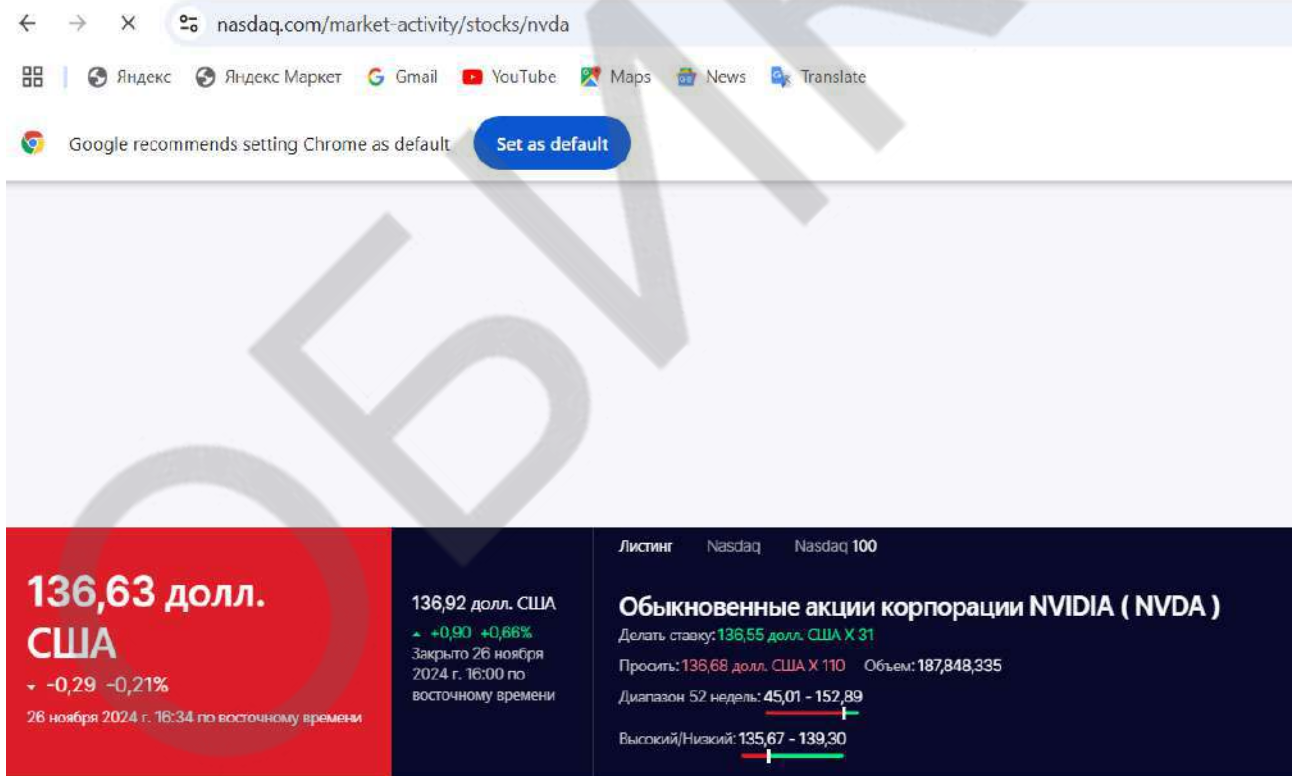 nasdaq.com/market-activity/stocks/nvda
Яндекс Яндекс Маркет Gmail YouTube Maps News Translate
Google recommends setting Chrome as default Set as default
ОБИ
136,63 долл.
США
-0,29 -0,21%
26 ноября 2024 г. 16:34 по восточному времени
136,92 долл. США
+0,90 +0,66%
Закрыто 26 ноября
2024 г. 16:00 по
восточному времени
Листинг Nasdaq Nasdaq 100
Обыкновенные акции корпорации NVIDIA ( NVDA )
Делать ставку: 136,55 долл. США X 31
Просить: 136,68 долл. США X 110 Объем: 187,848,335
Диапазон 52 недель: 45,01 - 152,89
Высокий/Низкий: 135,67 - 139,30